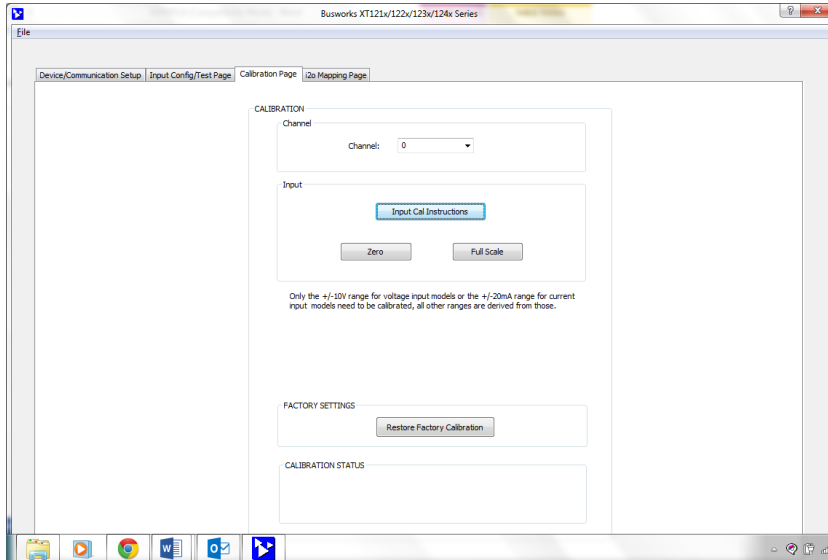 Busworks XT121x/122x/123x/124x Series
File
Device/Communication Setup
Input Config/Test Page
Calibration Page
i2o Mapping Page
CALIBRATION
Channel
Channel:
0
Input
Input Cal Instructions
Zero
Full Scale
Only the +/-10V range for voltage input models or the +/-20mA range for current
input models need to be calibrated, all other ranges are derived from those.
FACTORY SETTINGS
Restore Factory Calibration
CALIBRATION STATUS